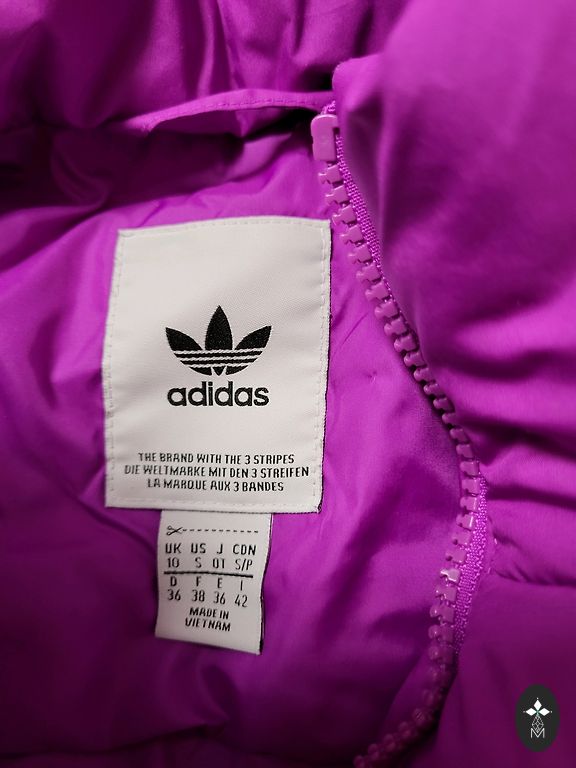 adidas
THE BRAND WITH THE 3 STRIPES
DIE WELTMARKE MIT DEN 3 STREIFEN
LA MARQUE AUX 3 BANDES
UK US J CDN
10 S OT S/P
D F E I
36 38 36 42
MADE IN
VIETNAM
M